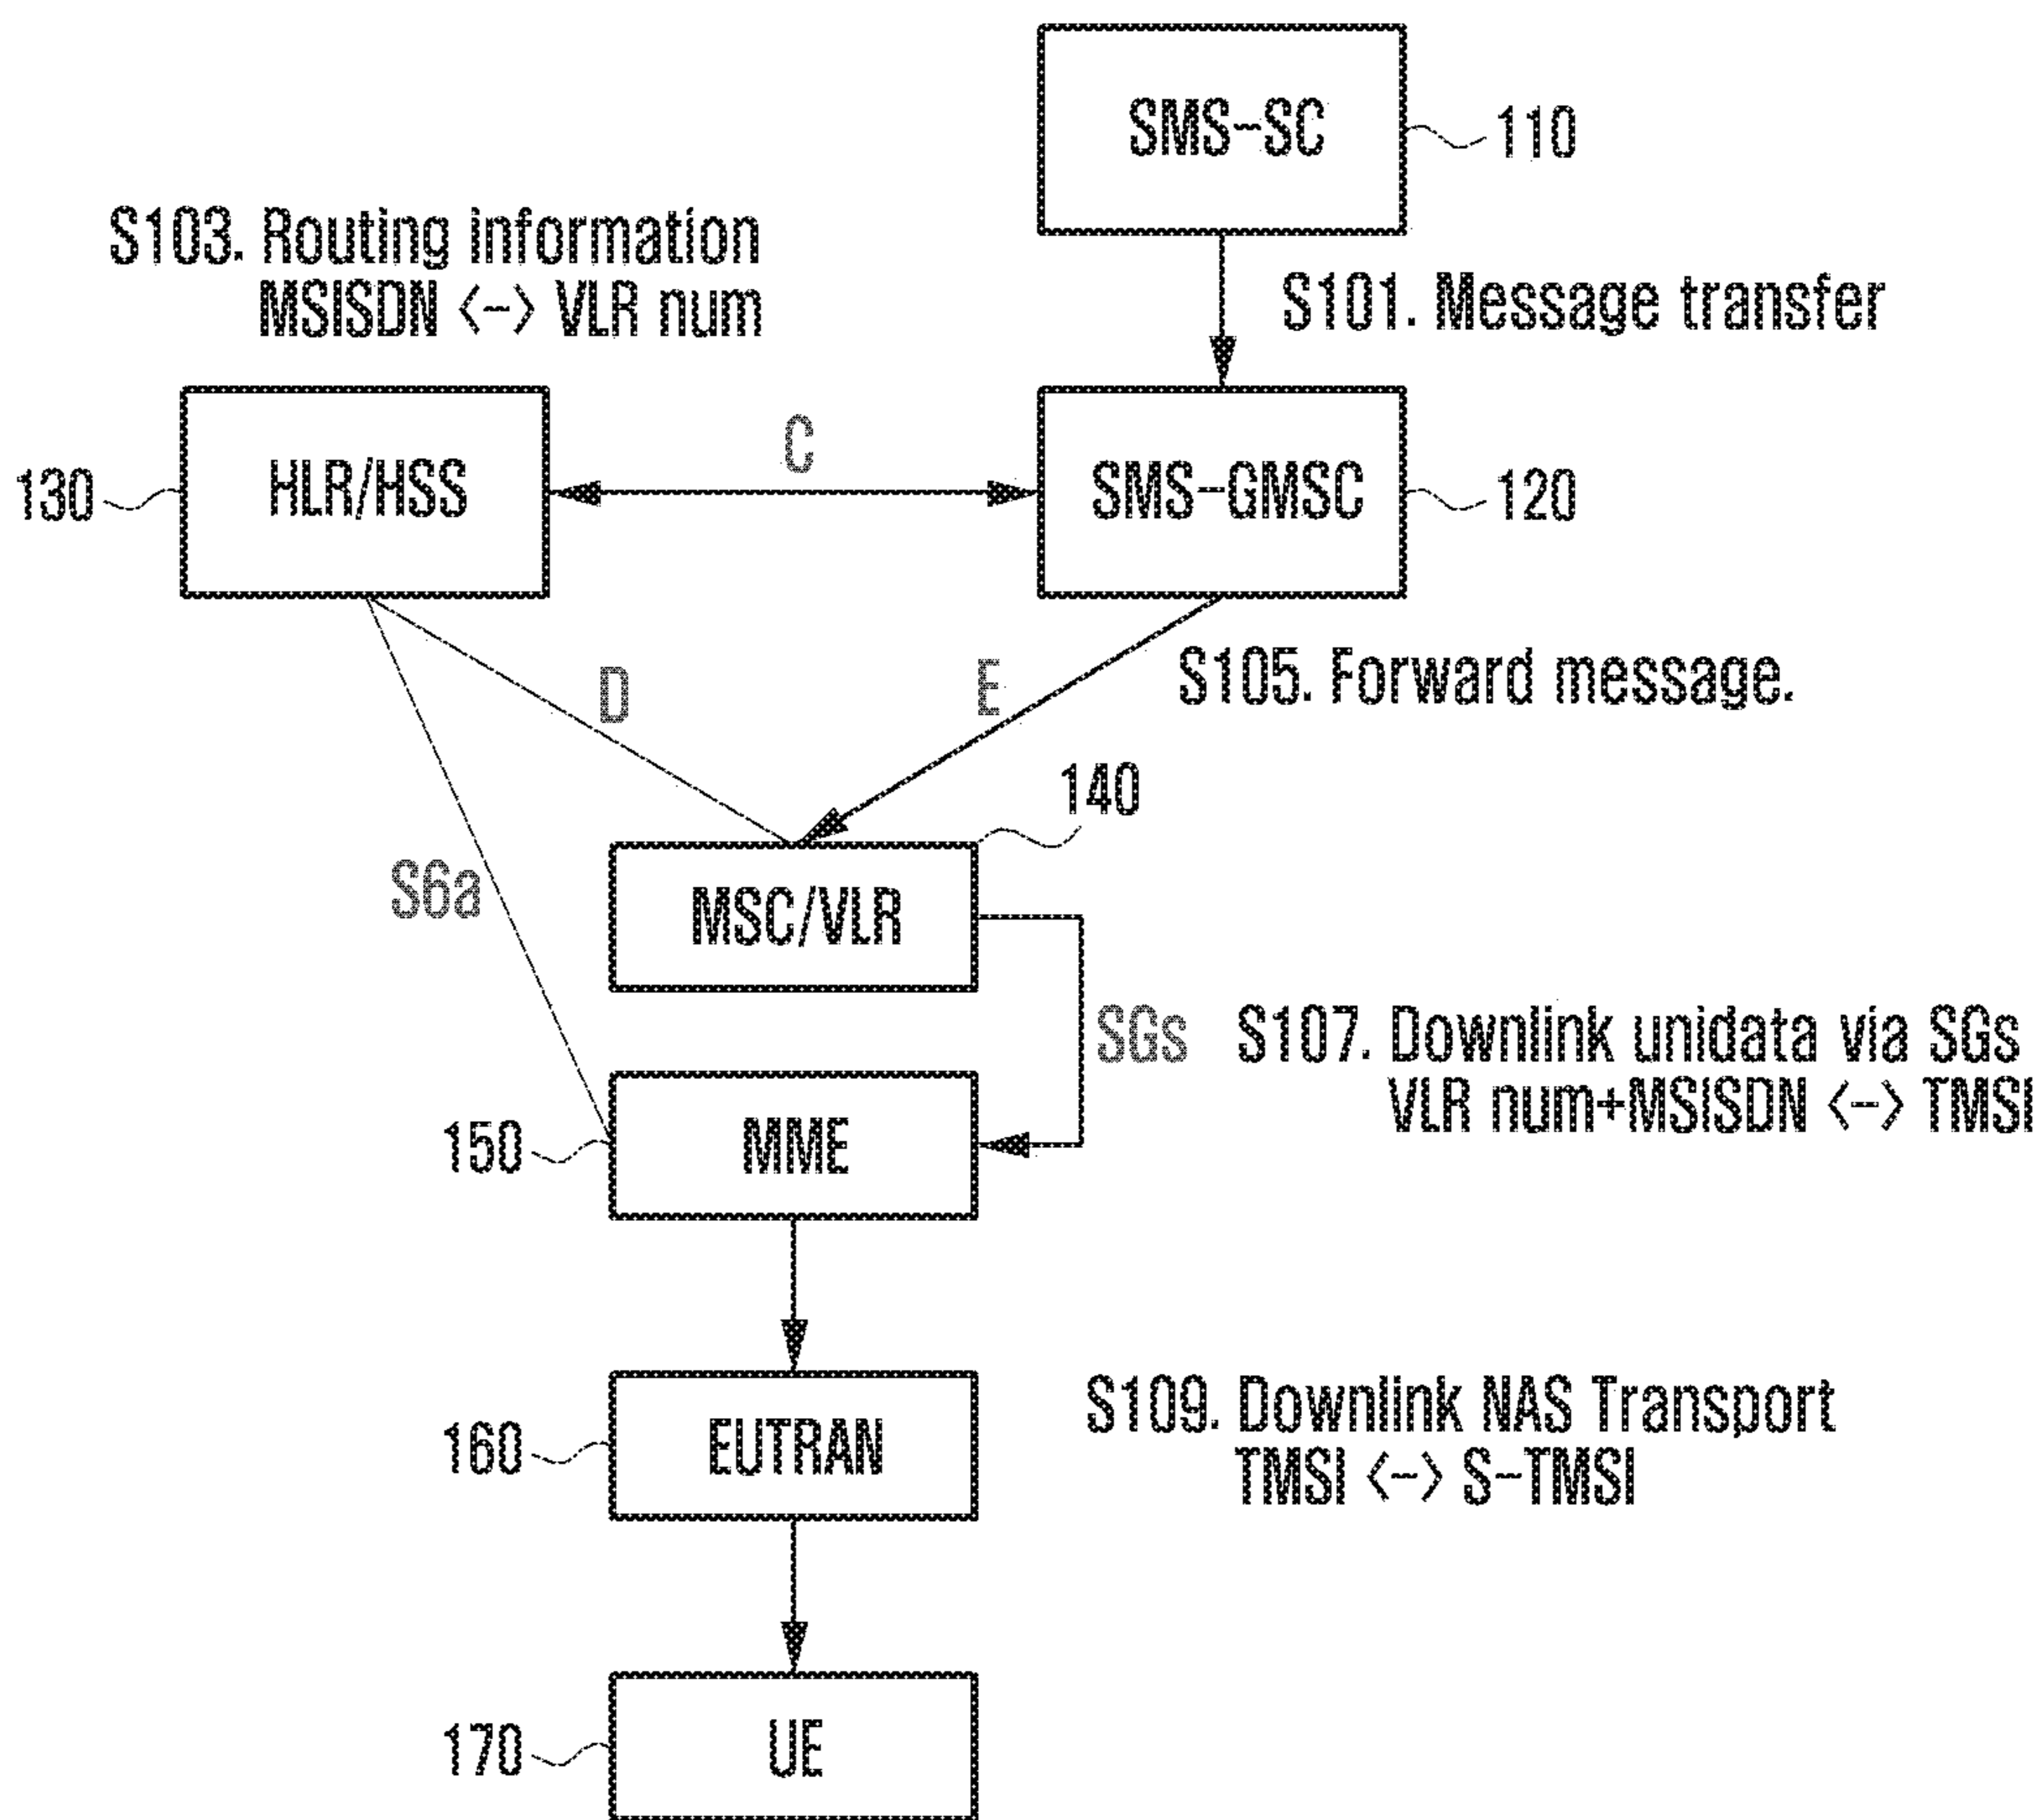 SMS-SC
110
S103. Routing information
MSISDN <-> VLR num
S101. Message transfer
130
HLR/HSS
C
SMS-GMSC
120
D
E
S105. Forward message.
140
S6a
MSC/VLR
SGs
S107. Downlink unidata via SGs
VLR num+MSISDN <-> TMSI
150
MME
160
EUTRAN
S109. Downlink NAS Transport
TMSI <-> S-TMSI
170
UE